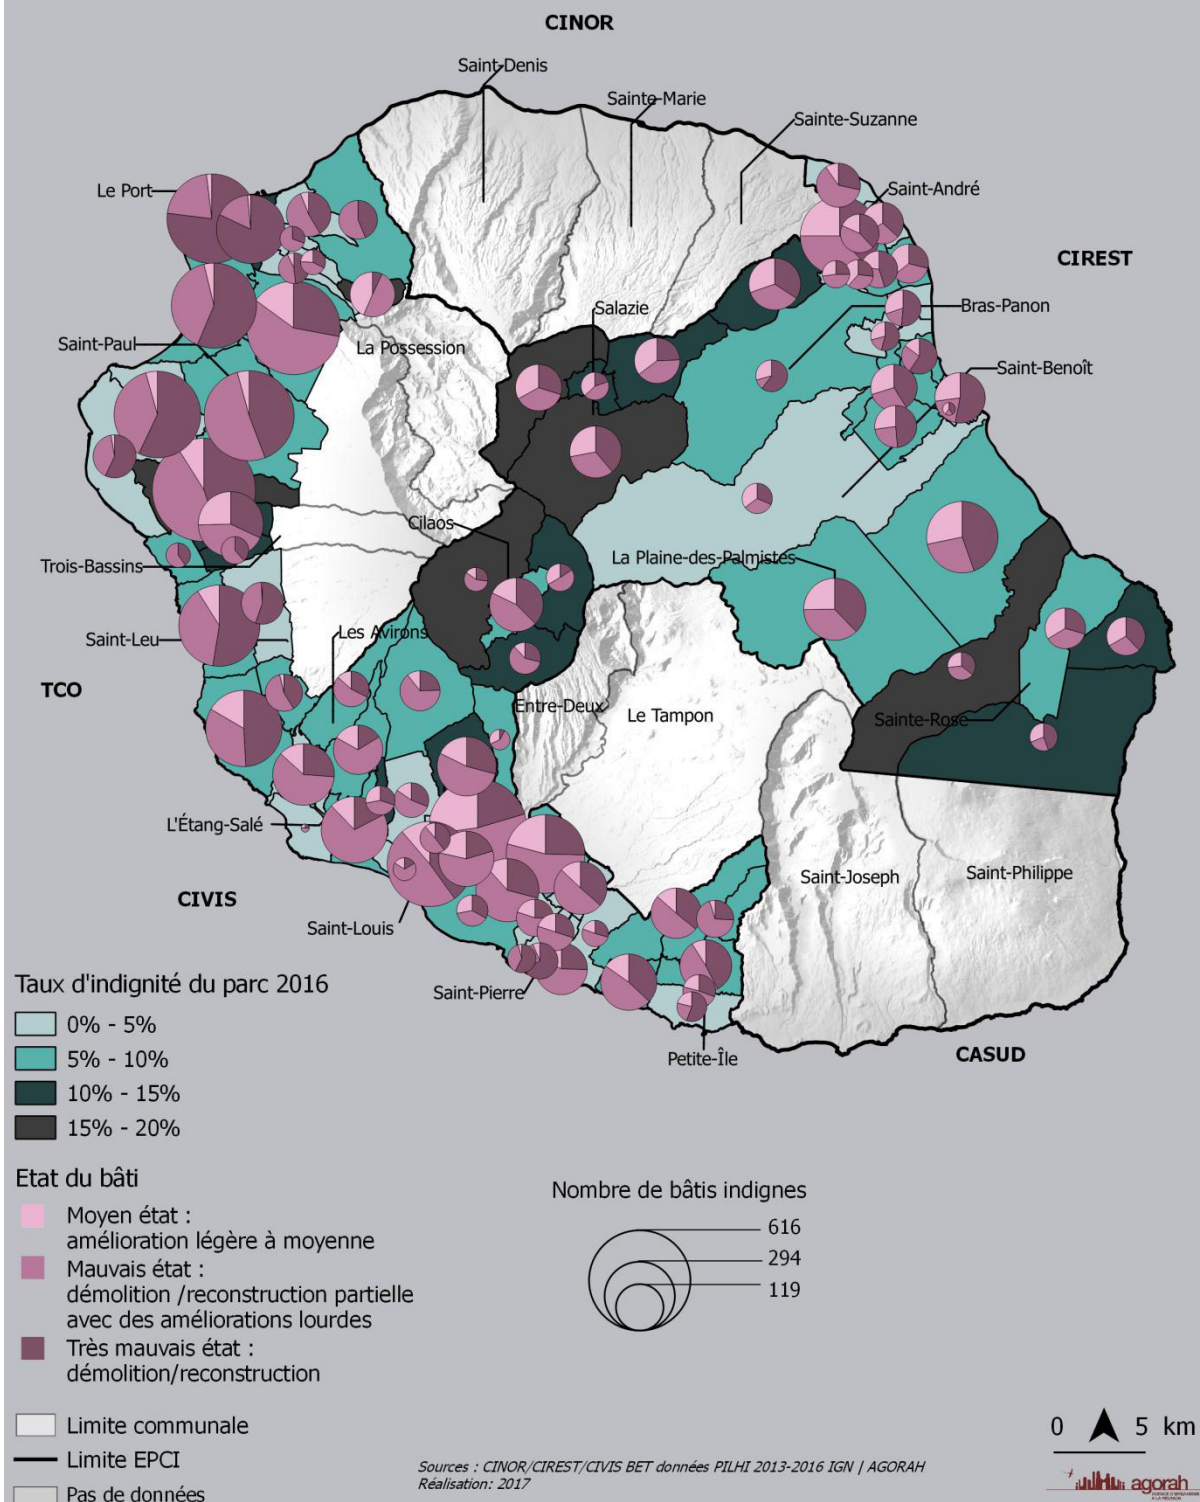 CINOR
Saint-Denis
Sainte-Marie
Sainte-Suzanne
Le Port
Saint-André
CIREST
Salazie
Bras-Panon
Saint-Paul
La Possession
Saint-Benoît
Cilaos
La Plaine-des-Palmistes
Trois-Bassins
Les Avirons
Saint-Leu
TCO
Entre-Deux
Le Tampon
Sainte-Rose
L'Étang-Salé
Saint-Joseph
Saint-Philippe
CIVIS
Saint-Louis
Saint-Pierre
Petite-Île
CASUD
Taux d'indignité du parc 2016
0% - 5%
5% - 10%
10% - 15%
15% - 20%
Etat du bâti
Moyen état :
amélioration légère à moyenne
Mauvais état :
démolition /reconstruction partielle
avec des améliorations lourdes
Très mauvais état :
démolition/reconstruction
Nombre de bâtis indignes
616
294
119
Limite communale
Limite EPCI
Pas de données
Sources : CINOR/CIREST/CIVIS BET données PILHI 2013-2016 IGN | AGORAH
Réalisation: 2017
0 5 km
agorah